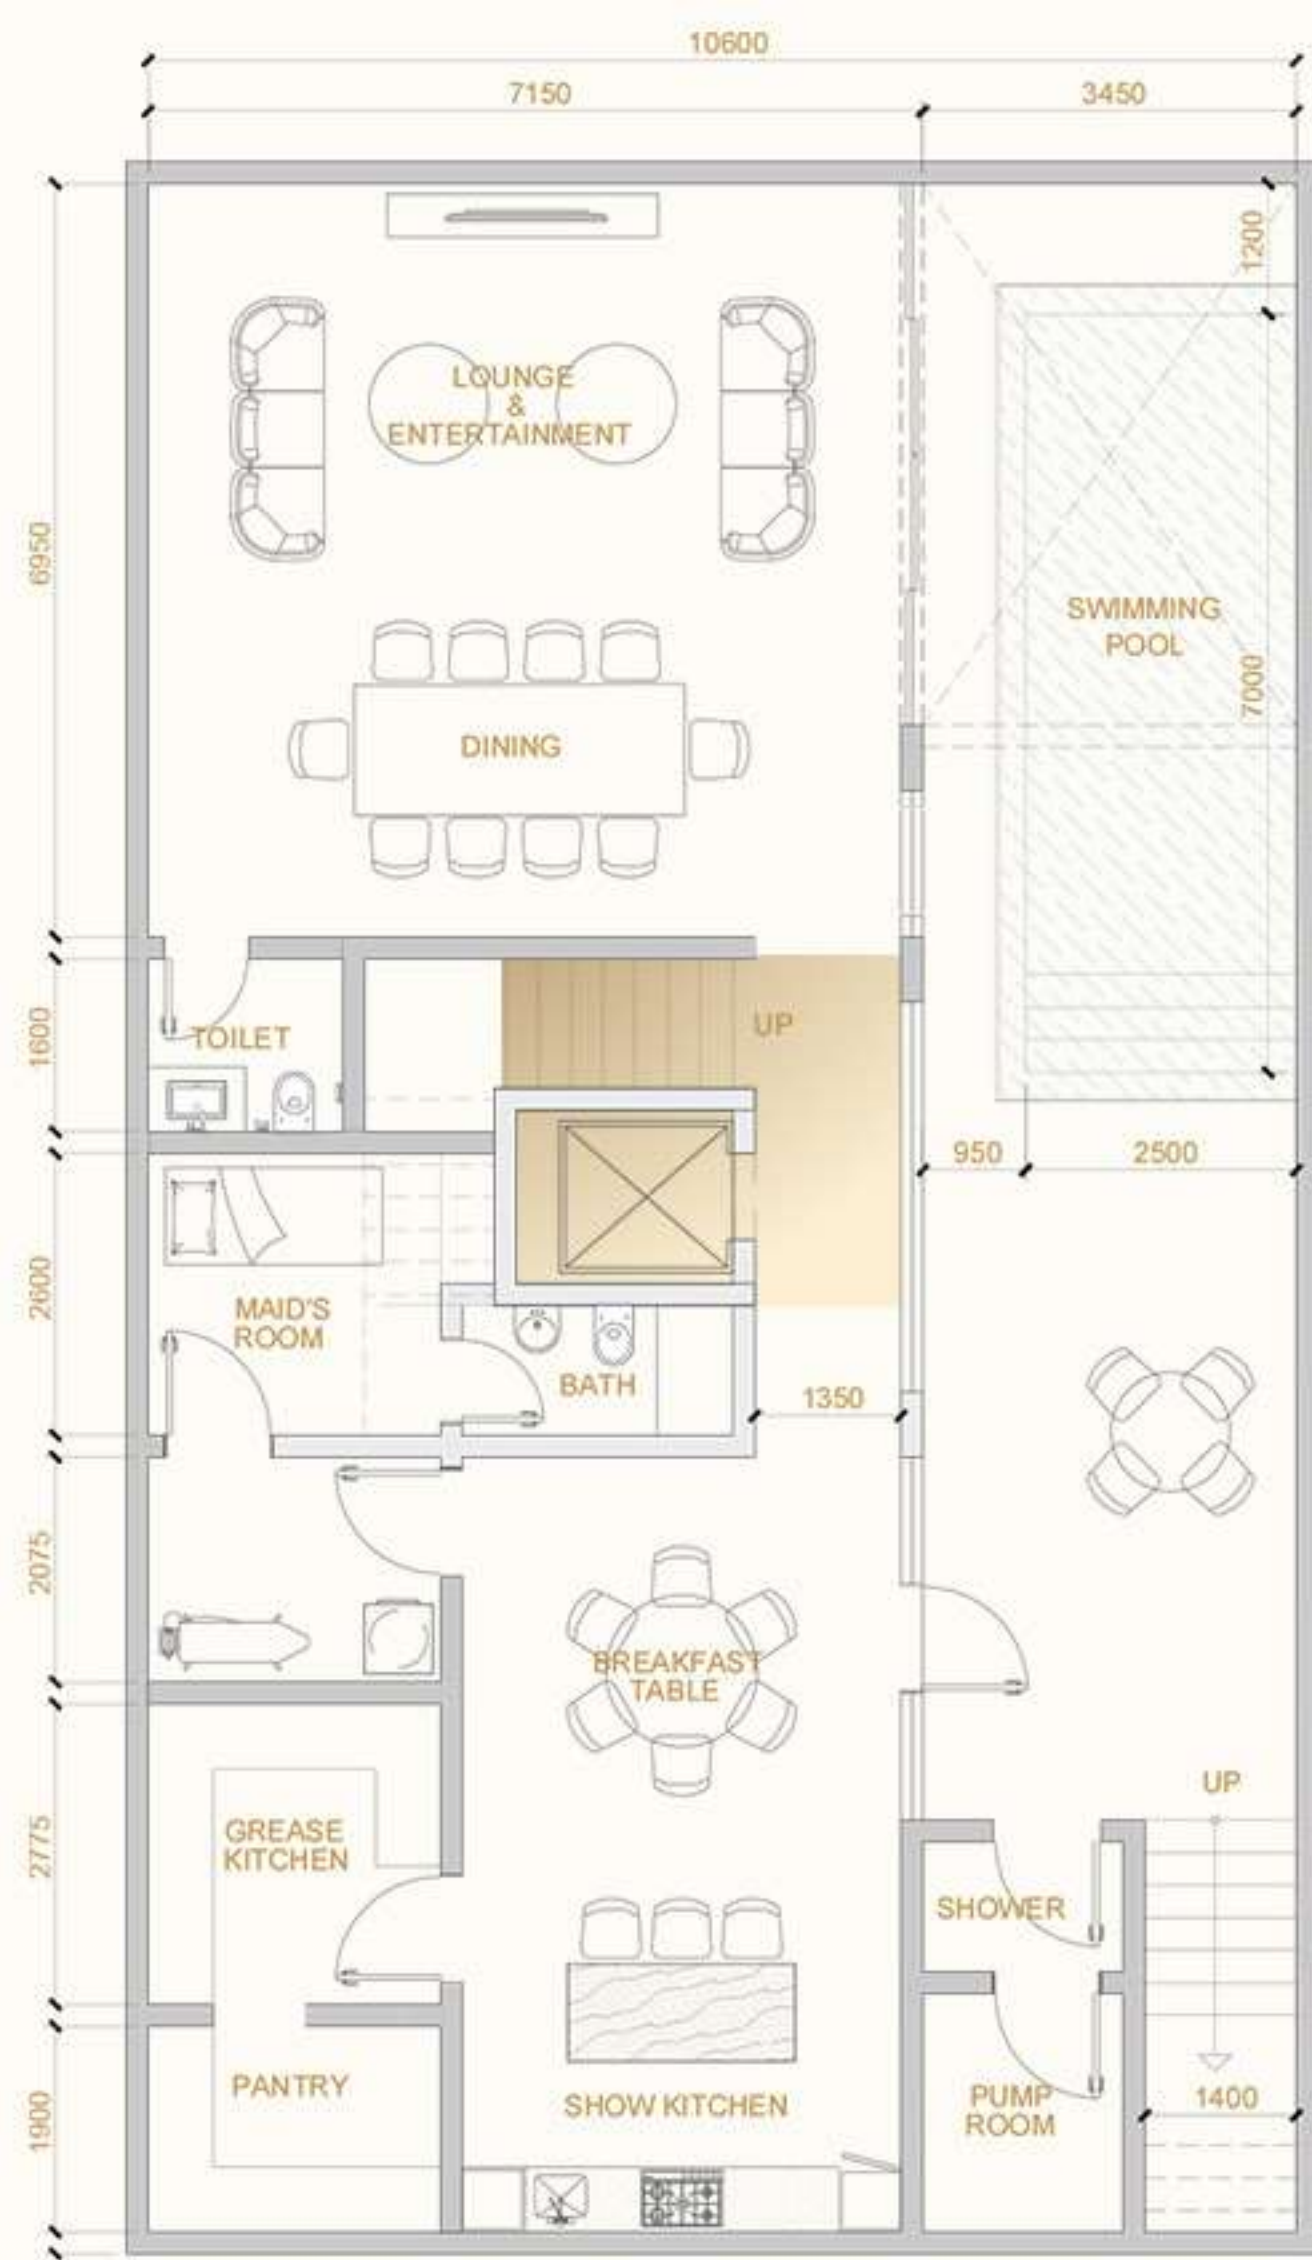 10600
7150
3450
1200
LOUNGE
&
ENTERTAINMENT
6950
SWIMMING
POOL
7000
DINING
1600
TOILET
UP
950
2500
2600
MAID'S
ROOM
BATH
1350
2075
BREAKFAST
TABLE
UP
2775
GREASE
KITCHEN
SHOWER
PANTRY
SHOW KITCHEN
PUMP
ROOM
1400
1900